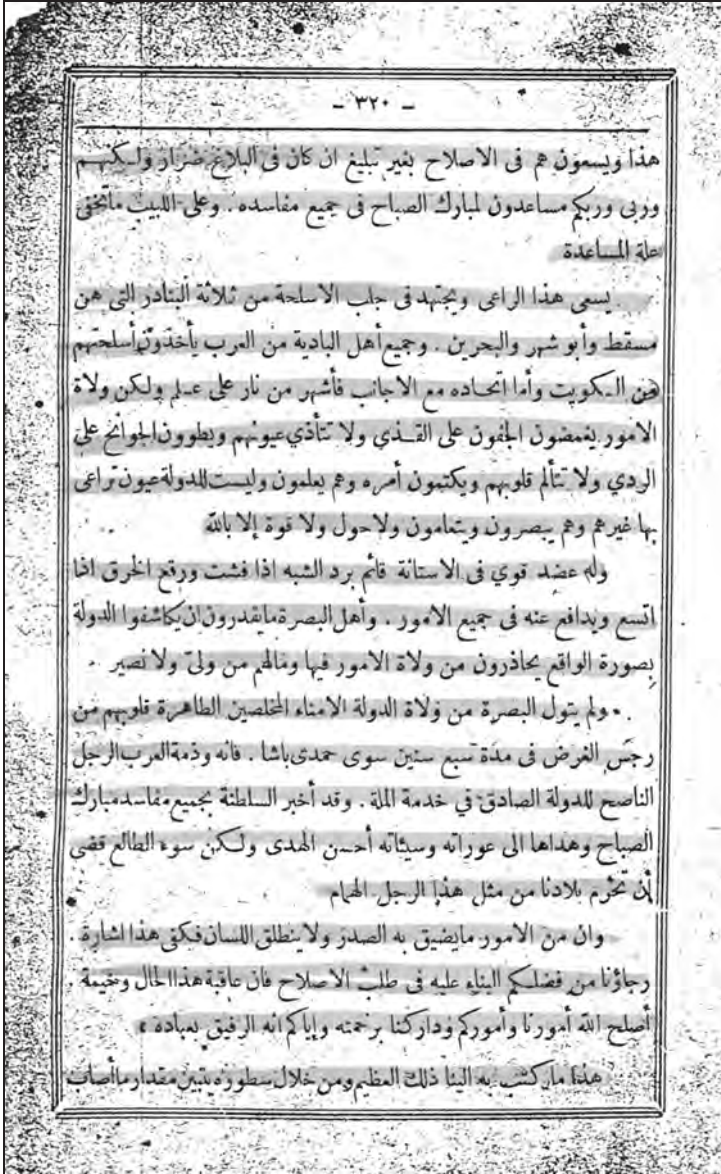 - ٣٢٠ -
هذا ويسعون هم فى الاصلاح بغير تبليغ ان كان فى البلاغ ضرار ولكنهم
وربى وربكم مساعدون لمبارك الصباح فى جميع مفاسده . وعلى اللبيب ماتخفى
علة المساعدة
يسعى هذا الراعى ويجتهد فى جلب الاسلحة من ثلاثة البنادر التى هن
مسقط وأبو شهر والبحرين . وجميع أهل البادية من العرب يأخذون أسلحتهم
من الكويت وأما اتحاده مع الاجانب فأشهر من نار على علم ولكن ولاة
الامور يغمضون الجفون على القذي ولا تتأذي عيونهم ويطوون الجوانح على
الردي ولا تتألم قلوبهم ويكتمون أمره وهم يعلمون وليست للدولة عيون تراعى
بها غيرهم وهم يبصرون ويتعامون ولا حول ولا قوة إلا بالله
وله عضد قوي فى الاستانة قائم برد الشبه اذا فشت ورقع الخرق اذا
اتسع ويدافع عنه فى جميع الامور . وأهل البصرة مايقدرون ان يكاشفوا الدولة
بصورة الواقع يحاذرون من ولاة الامور فيها ومالهم من ولىّ ولا نصير
ولم يتول البصرة من ولاة الدولة الامناء المخلصين الطاهرة قلوبهم من
رجس الغرض فى مدة سبع سنين سوى حمدى باشا . فانه وذمة العرب الرجل
الناصح للدولة الصادق في خدمة الملة . وقد أخبر السلطنة بجميع مفاسد مبارك
الصباح وهداها الى عوراته وسيئاته أحسن الهدى ولكن سوء الطالع قضى
أن تحرم بلادنا من مثل هذا الرجل الهمام
وان من الامور مايضيق به الصدر ولا ينطلق اللسان فكفى هذا اشارة .
رجاؤنا من فضلكم البناء عليه فى طلب الاصلاح فان عاقبة هذا الحال وخيمة .
أصلح الله أمورنا وأموركم وداركنا برحمته وإياكم انه الرفيق بعباده »
هذا ما كتب به الينا ذلك العظيم ومن خلال سطوره يتبين مقدار ماأصاب